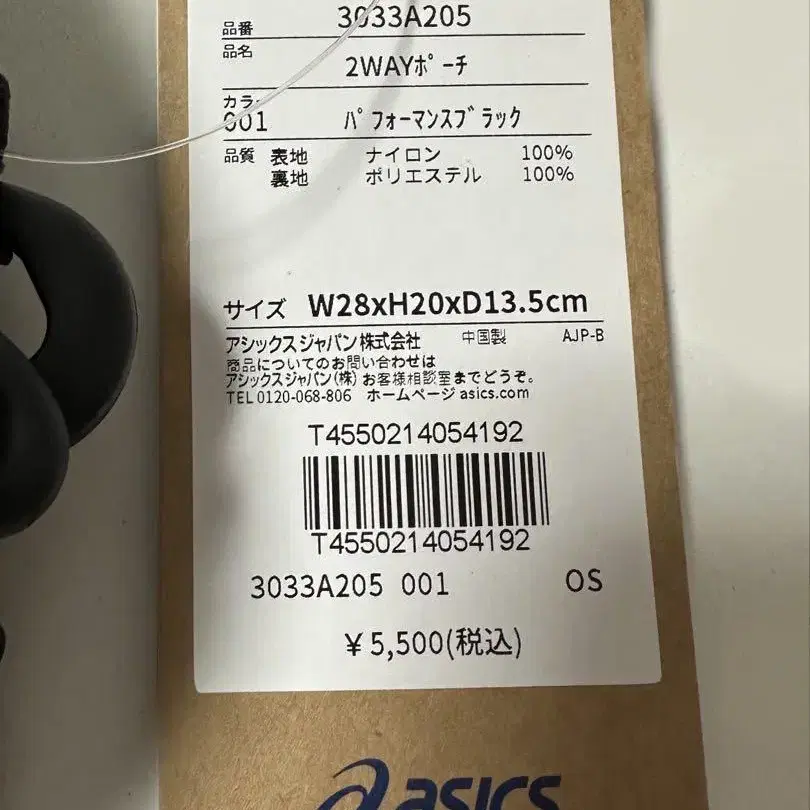 品番 3033A205
品名
2WAYﾎﾟｰﾁ
カラー
001 ﾊﾟﾌｫｰﾏﾝｽﾌﾞﾗｯｸ
品質 表地 ナイロン 100%
裏地 ポリエステル 100%
サイズ W28xH20xD13.5cm
アシックスジャパン株式会社 中国製 AJP-B
商品についてのお問い合わせは
アシックスジャパン(株)お客様相談室までどうぞ。
TEL 0120-068-806 ホームページ asics.com
T4550214054192
T4550214054192
3033A205 001 OS
¥5,500(税込)
asics